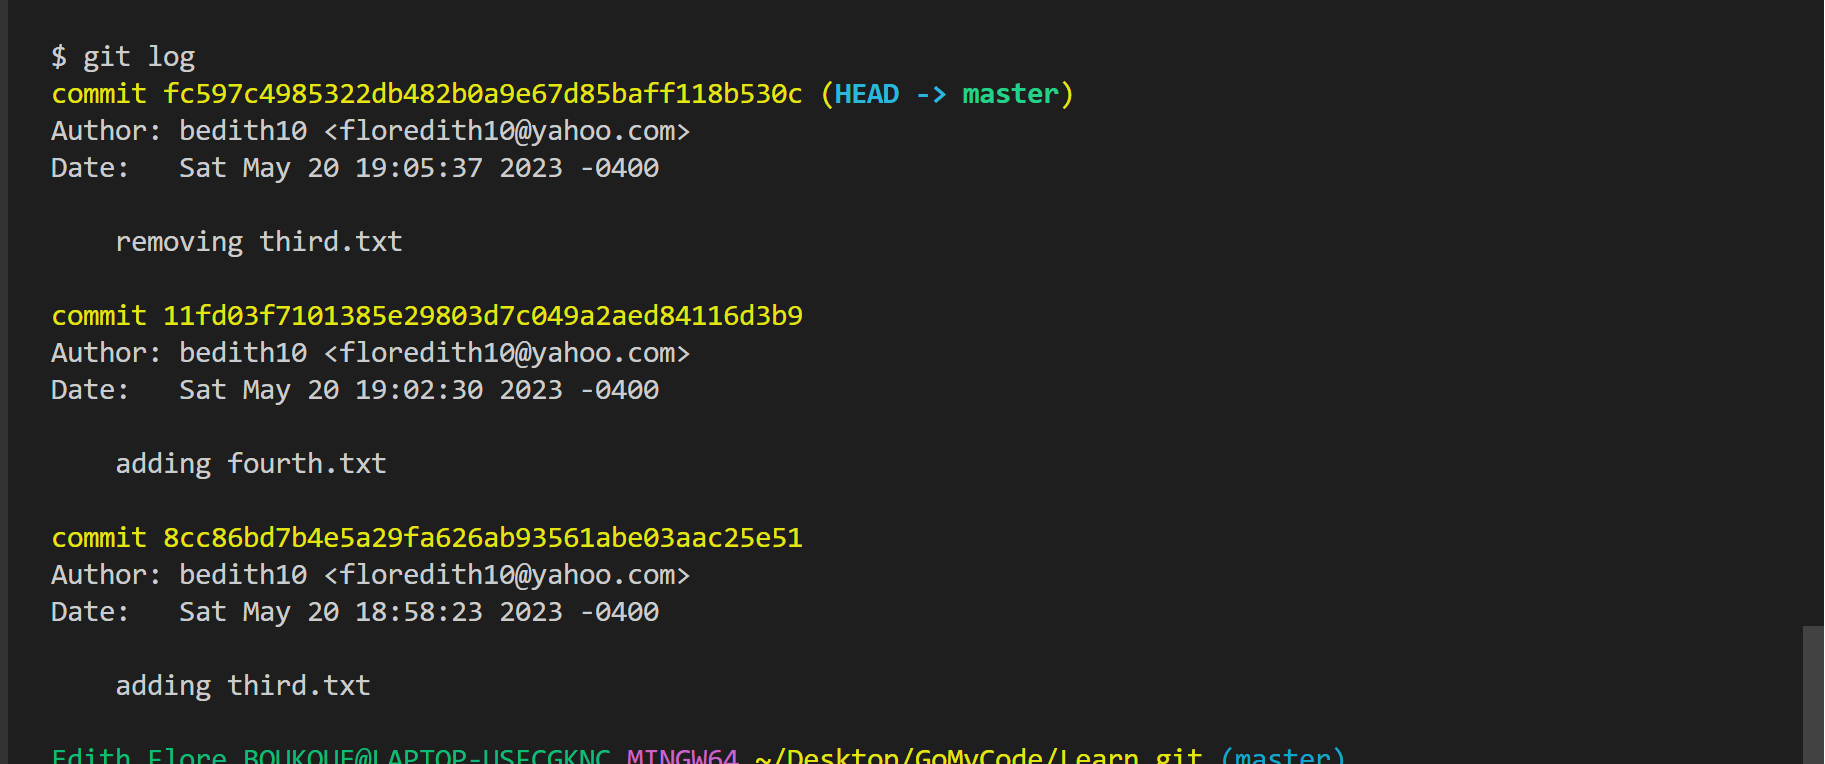 $ git log
commit fc597c4985322db482b0a9e67d85baff118b530c (HEAD -> master)
Author: bedith10 <floredith10@yahoo.com>
Date:   Sat May 20 19:05:37 2023 -0400
removing third.txt
commit 11fd03f7101385e29803d7c049a2aed84116d3b9
Author: bedith10 <floredith10@yahoo.com>
Date:   Sat May 20 19:02:30 2023 -0400
adding fourth.txt
commit 8cc86bd7b4e5a29fa626ab93561abe03aac25e51
Author: bedith10 <floredith10@yahoo.com>
Date:   Sat May 20 18:58:23 2023 -0400
adding third.txt
Edith Flore MINGW64 ~/Desktop/GoMyCode/Learn git (master)